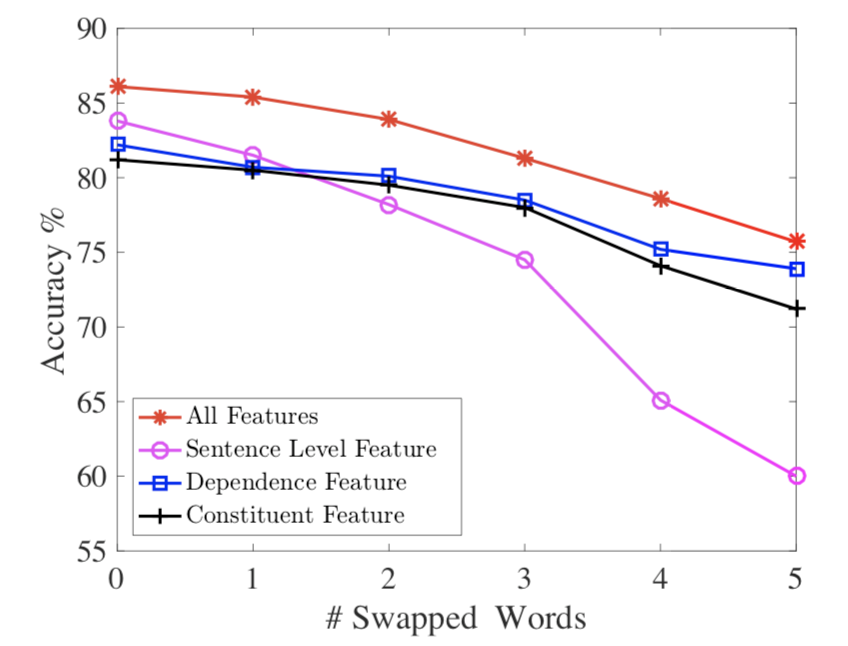 90
85
80
75
70
65
60
55
Accuracy %
All Features
Sentence Level Feature
Dependence Feature
Constituent Feature
0 1 2 3 4 5
# Swapped Words